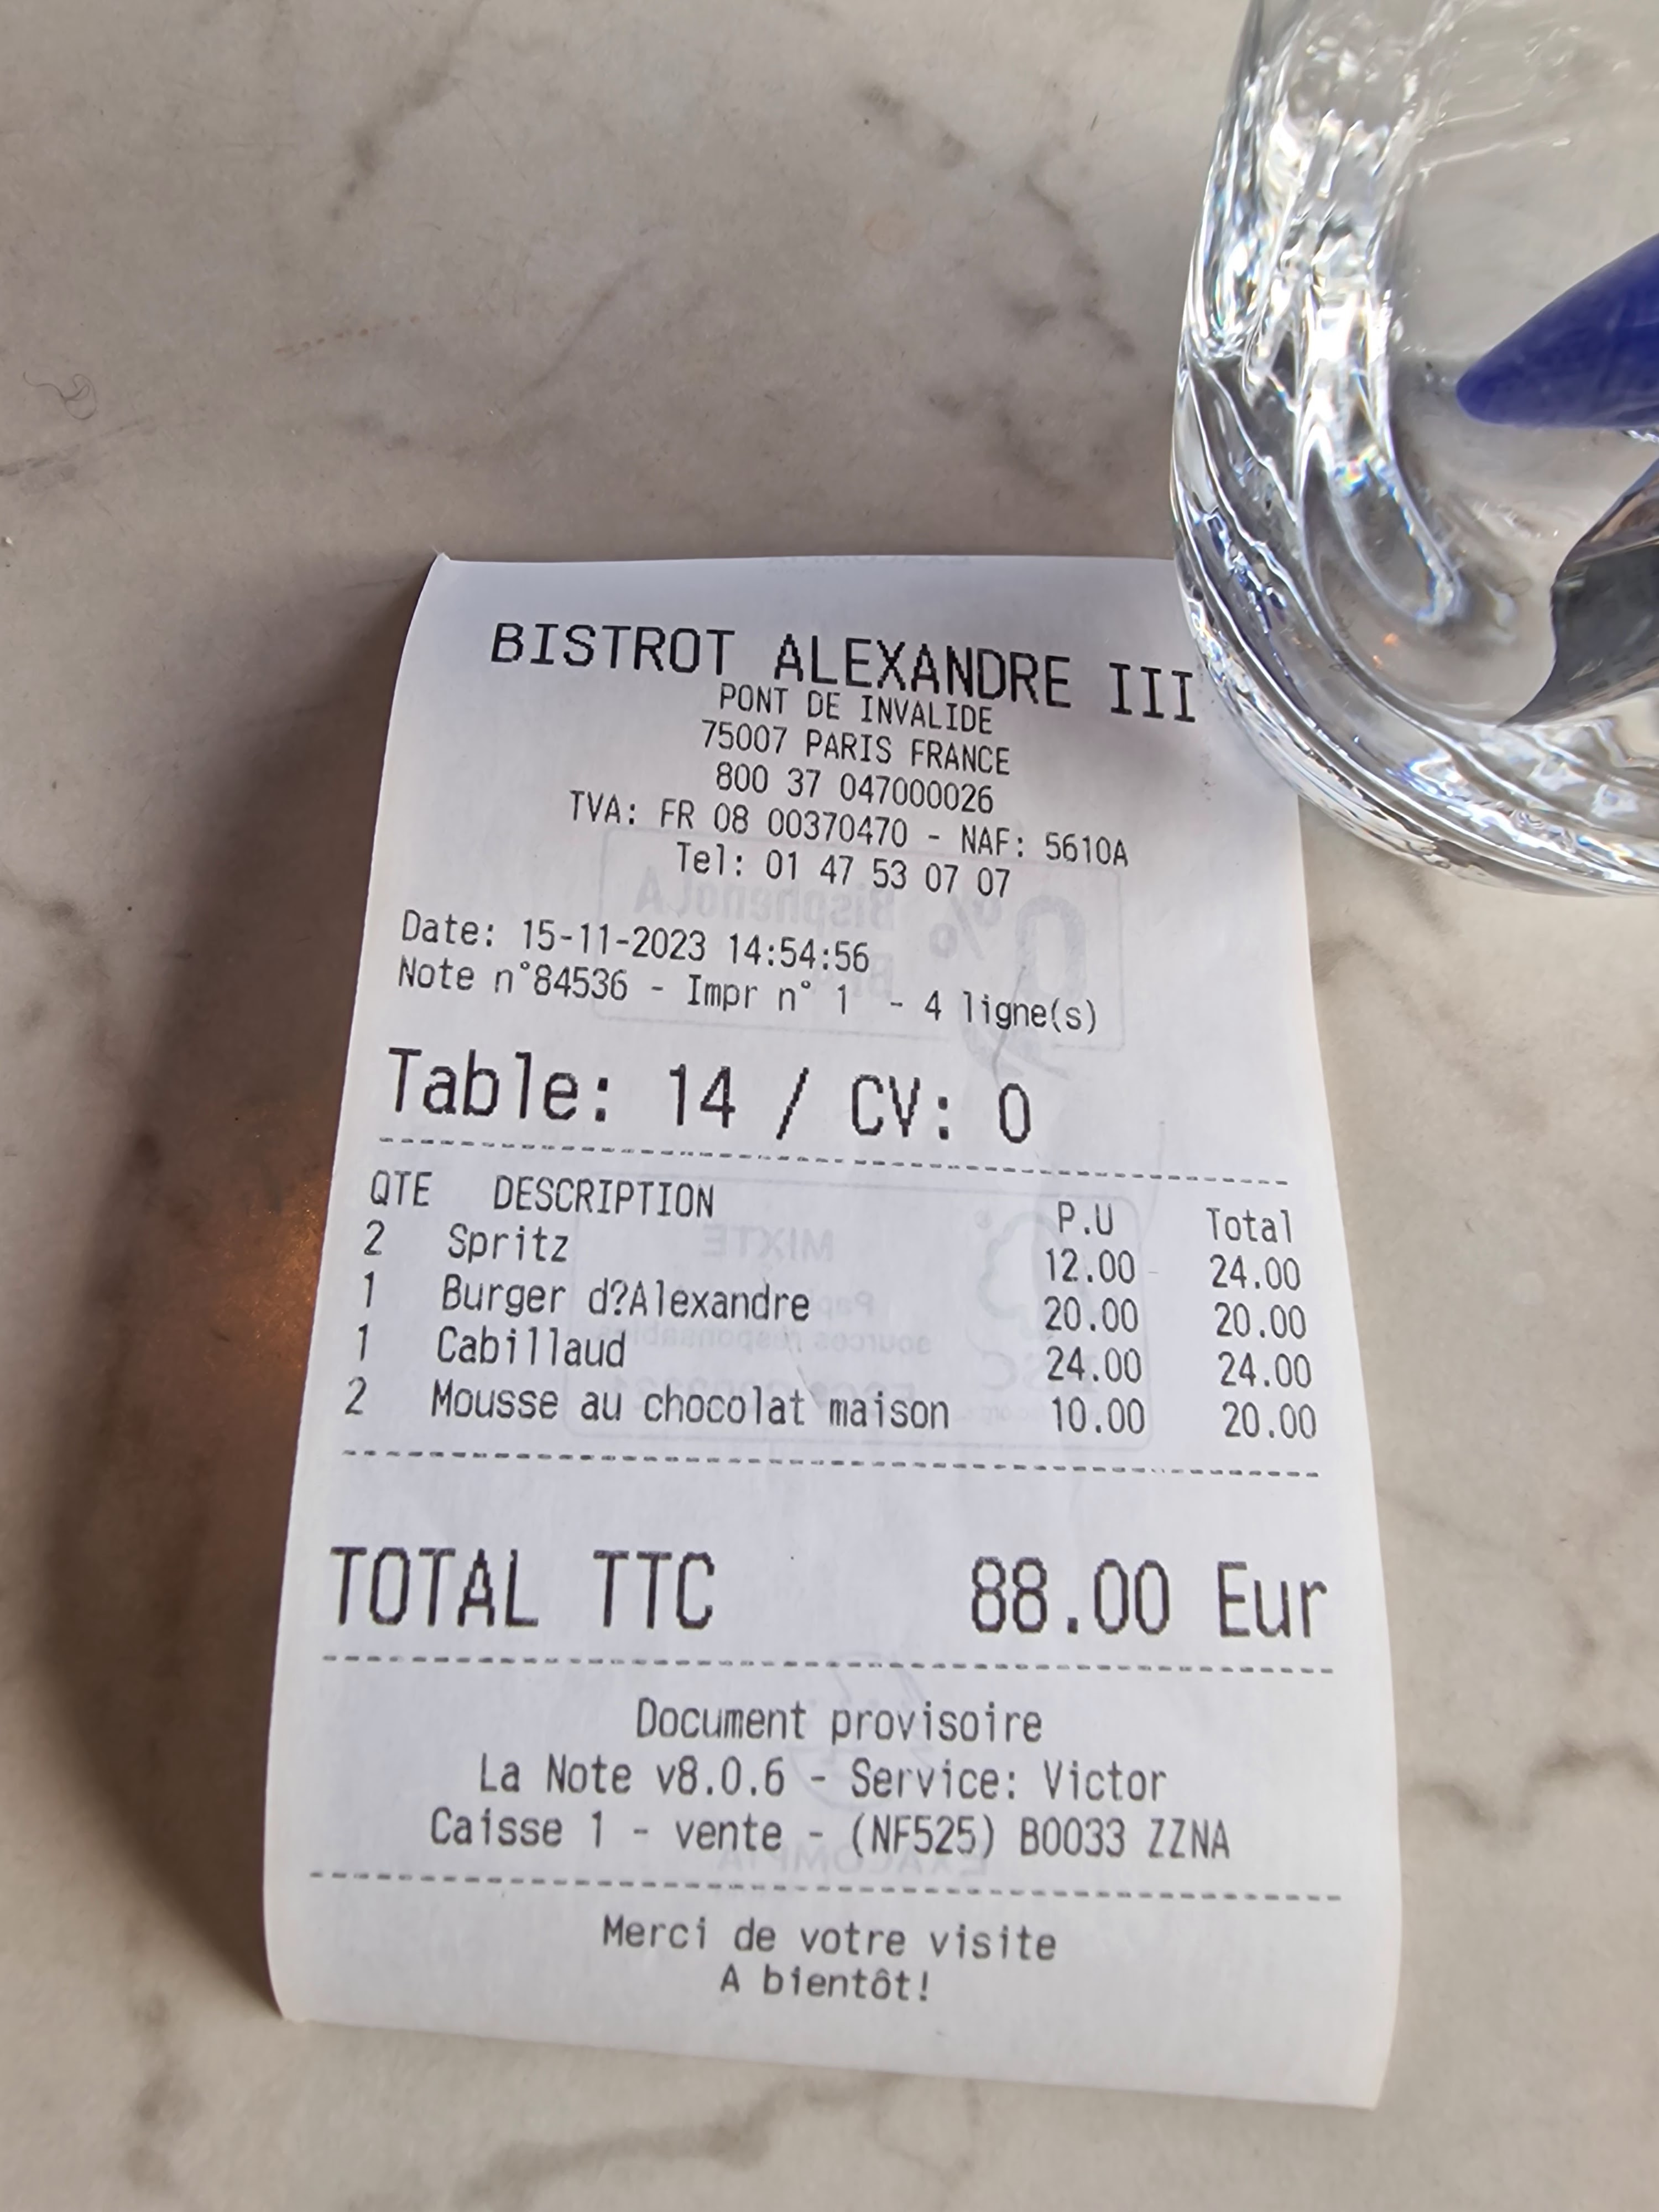 BISTROT ALEXANDRE III
PONT DE INVALIDE
75007 PARIS FRANCE
800 37 047000026
TVA: FR 08 00370470 - NAF: 5610A
Tel: 01 47 53 07 07
Date: 15-11-2023 14:54:56
Note n°84536 - Impr n° 1 - 4 ligne(s)
Table: 14 / CV: 0
QTE DESCRIPTION P.U Total
2 Spritz 12.00 24.00
1 Burger d?Alexandre 20.00 20.00
1 Cabillaud 24.00 24.00
2 Mousse au chocolat maison 10.00 20.00
TOTAL TTC 88.00 Eur
Document provisoire
La Note v8.0.6 - Service: Victor
Caisse 1 - vente - (NF525) B0033 ZZNA
Merci de votre visite
A bientôt!